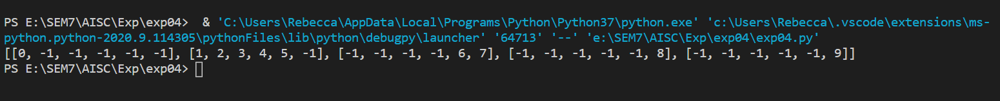 PS E:\SEM7\AISC\Exp\exp04>  & 'C:\Users\Rebecca\AppData\Local\Programs\Python\Python37\python.exe' 'c:\Users\Rebecca\.vscode\extensions\ms-
python.python-2020.9.114305\pythonFiles\lib\python\debugpy\launcher' '64713' '--' 'e:\SEM7\AISC\Exp\exp04\exp04.py'
[[0, -1, -1, -1, -1, -1], [1, 2, 3, 4, 5, -1], [-1, -1, -1, -1, 6, 7], [-1, -1, -1, -1, -1, 8], [-1, -1, -1, -1, -1, 9]]
PS E:\SEM7\AISC\Exp\exp04>